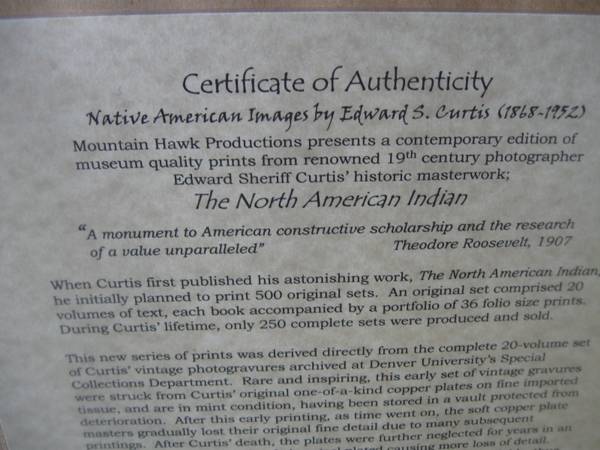 Certificate of Authenticity
Native American Images by Edward S. Curtis (1868-1952)
Mountain Hawk Productions presents a contemporary edition of
museum quality prints from renowned 19th century photographer
Edward Sheriff Curtis' historic masterwork;
The North American Indian
"A monument to American constructive scholarship and the research
of a value unparalleled" Theodore Roosevelt, 1907
When Curtis first published his astonishing work, The North American Indian,
he initially planned to print 500 original sets. An original set comprised 20
volumes of text, each book accompanied by a portfolio of 36 folio size prints.
During Curtis' lifetime, only 250 complete sets were produced and sold.
This new series of prints was derived directly from the complete 20-volume set
of Curtis' vintage photogravures archived at Denver University's Special
Collections Department. Rare and inspiring, this early set of vintage gravures
were struck from Curtis' original one-of-a-kind copper plates on fine imported
tissue, and are in mint condition, having been stored in a vault protected from
deterioration. After this early printing, as time went on, the soft copper plate
masters gradually lost their original fine detail due to many subsequent
printings. After Curtis' death, the plates were further neglected for years in an
plated causing more loss of detail.